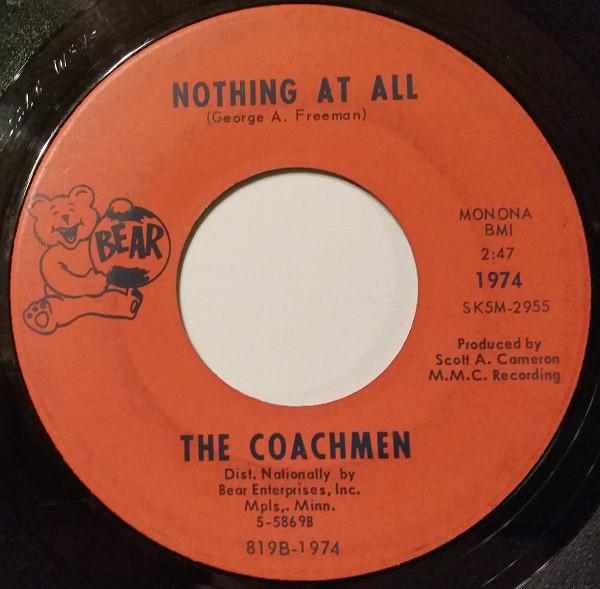 NOTHING AT ALL
(George A. Freeman)
BEAR
MONONA
BMI
2:47
1974
SK5M-2955
Produced by
Scott A. Cameron
M.M.C. Recording
THE COACHMEN
Dist. Nationally by
Bear Enterprises, Inc.
Mpls,. Minn.
5-5869B
819B-1974